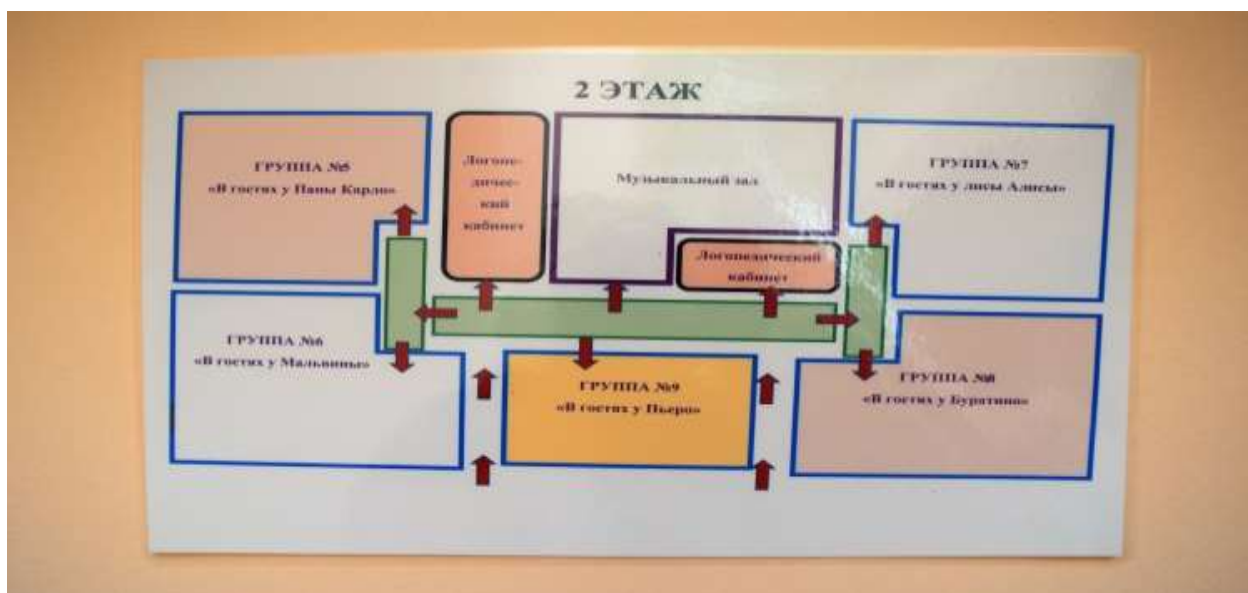 2 ЭТАЖ
ГРУППА №5
«В гостях у Папы Карло»
Логопе-
дичес-
кий
кабинет
Музыкальный зал
Логопедический
кабинет
ГРУППА №7
«В гостях у лисы Алисы»
ГРУППА №6
«В гостях у Мальвины»
ГРУППА №9
«В гостях у Пьеро»
ГРУППА №8
«В гостях у Буратино»